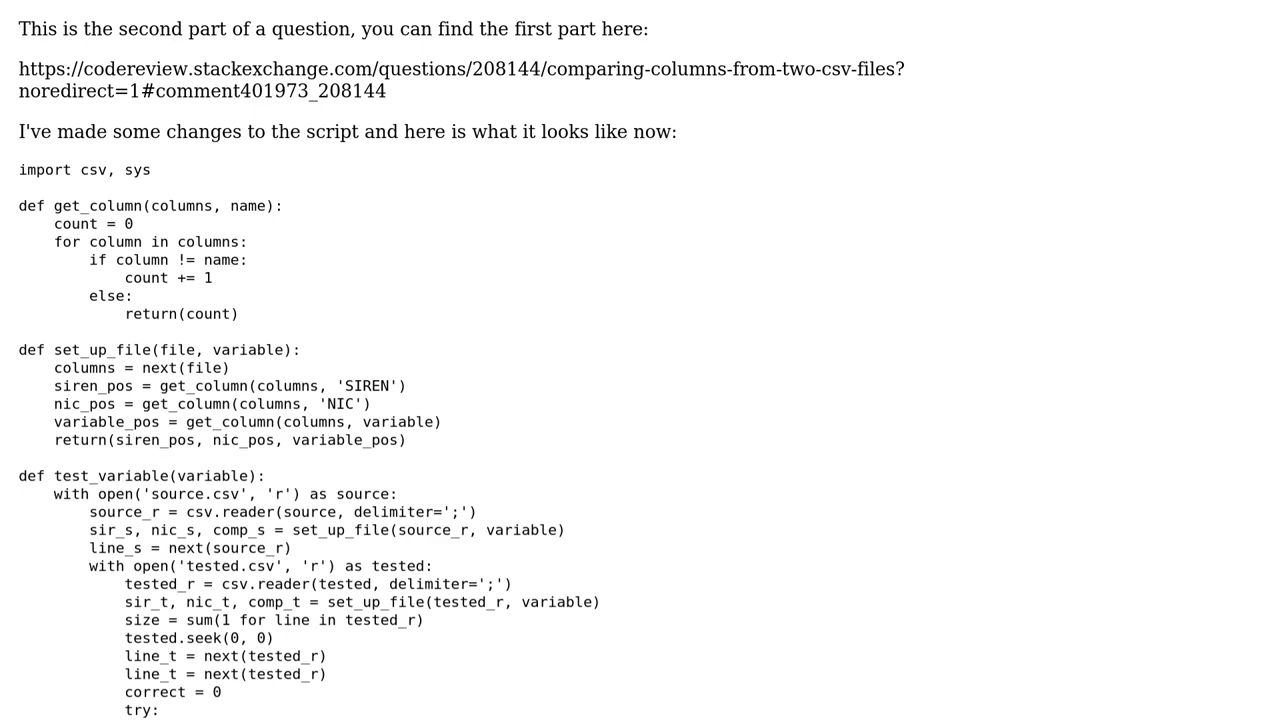 This is the second part of a question, you can find the first part here:
https://codereview.stackexchange.com/questions/208144/comparing-columns-from-two-csv-files?
noredirect=1#comment401973_208144
I've made some changes to the script and here is what it looks like now:
import csv, sys
def get_column(columns, name):
    count = 0
    for column in columns:
        if column != name:
            count += 1
        else:
            return(count)
def set_up_file(file, variable):
    columns = next(file)
    siren_pos = get_column(columns, 'SIREN')
    nic_pos = get_column(columns, 'NIC')
    variable_pos = get_column(columns, variable)
    return(siren_pos, nic_pos, variable_pos)
def test_variable(variable):
    with open('source.csv', 'r') as source:
        source_r = csv.reader(source, delimiter=';')
        sir_s, nic_s, comp_s = set_up_file(source_r, variable)
        line_s = next(source_r)
        with open('tested.csv', 'r') as tested:
            tested_r = csv.reader(tested, delimiter=';')
            sir_t, nic_t, comp_t = set_up_file(tested_r, variable)
            size = sum(1 for line in tested_r)
            tested.seek(0, 0)
            line_t = next(tested_r)
            line_t = next(tested_r)
            correct = 0
            try: